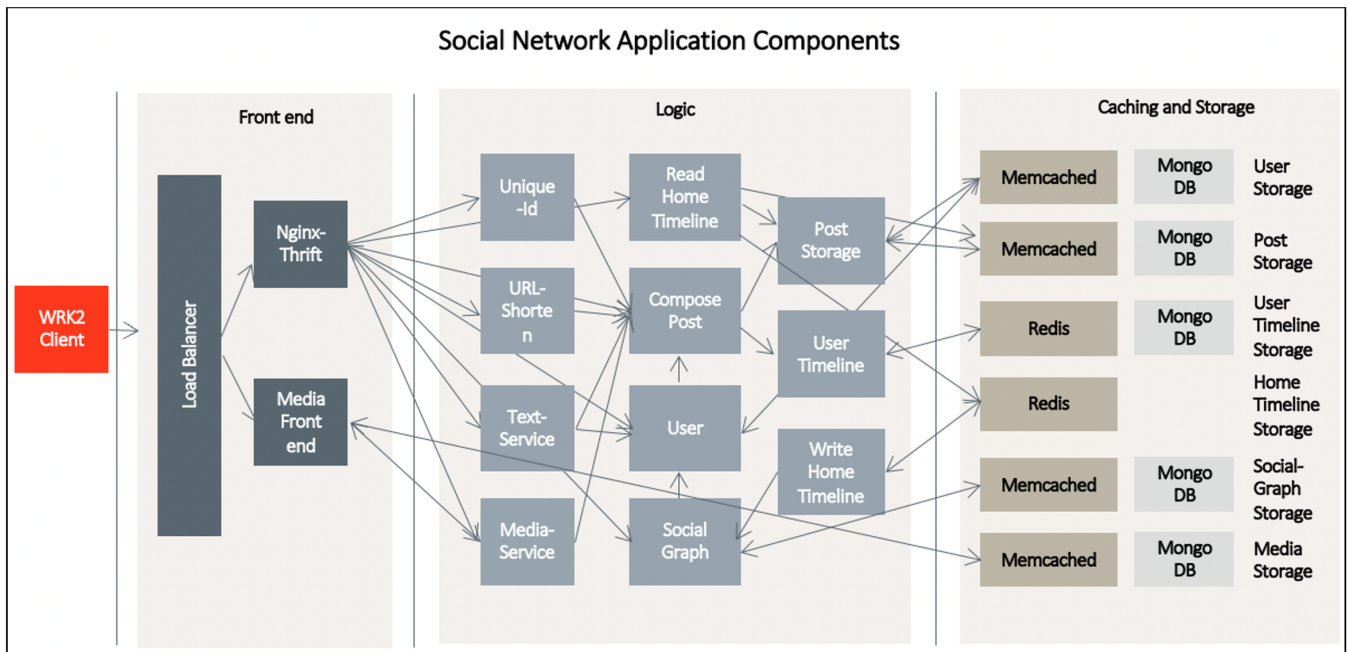 Social Network Application Components
Front end
Logic
Caching and Storage
WRK2
Client
Load Balancer
Nginx-
Thrift
Media
Front
end
Unique
-Id
URL-
Shorte
n
Text-
Service
Media-
Service
Read
Home
Timeline
Compose
Post
User
Social
Graph
Post
Storage
User
Timeline
Write
Home
Timeline
Memcached
Mongo
DB
User
Storage
Memcached
Mongo
DB
Post
Storage
Redis
Mongo
DB
User
Timeline
Storage
Redis
Home
Timeline
Storage
Memcached
Mongo
DB
Social-
Graph
Storage
Memcached
Mongo
DB
Media
Storage